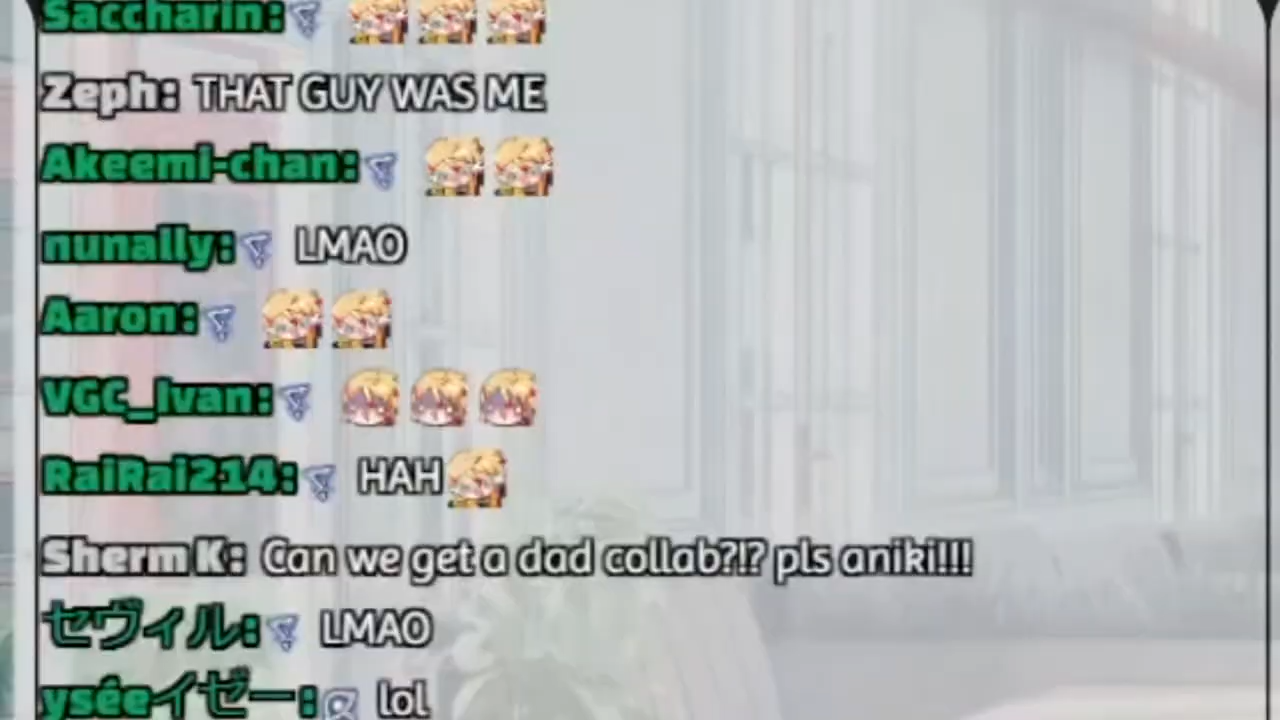 Saccharin:
Zeph: THAT GUY WAS ME
Akeemi-chan:
nunally: LMAO
Aaron:
VGC_Ivan:
RaiRai214: HAH
Sherm K: Can we get a dad collab?!? pls aniki!!!
セヴィル: LMAO
yséeイゼー: lol